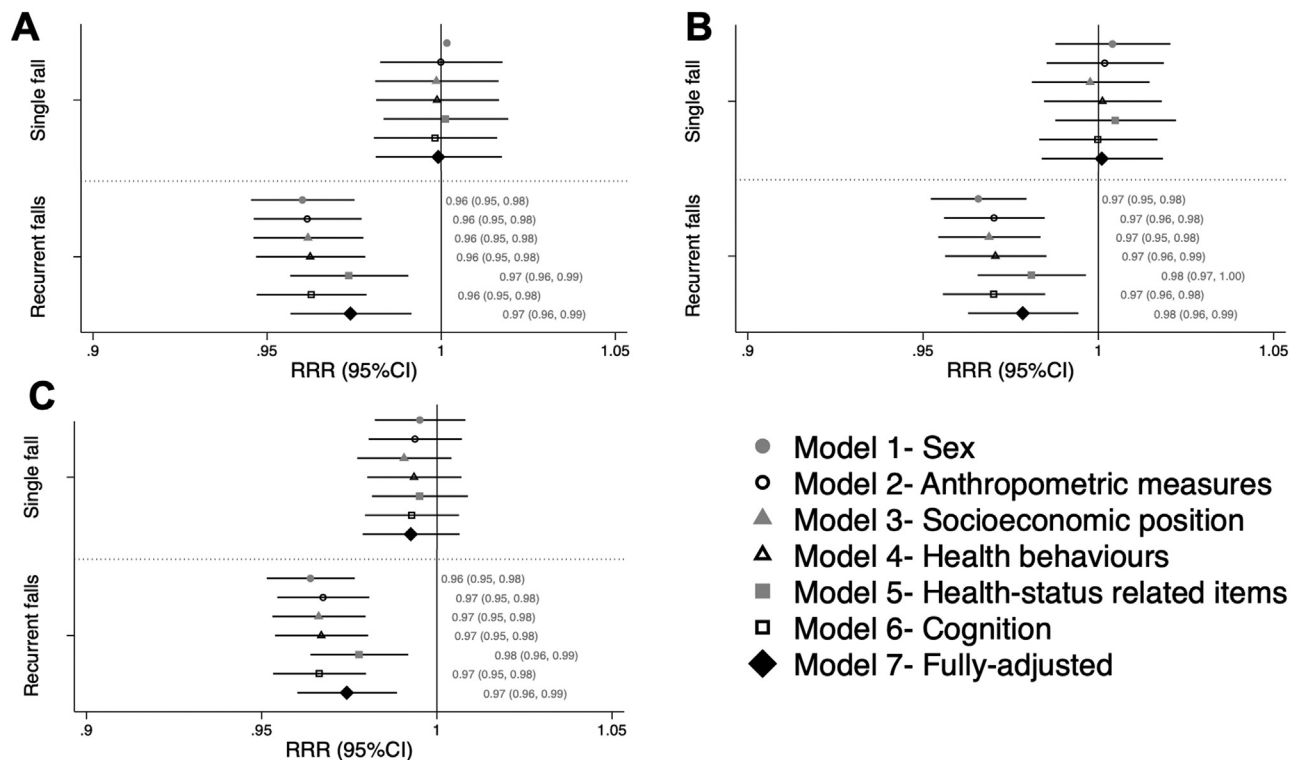 A
Single fall
Recurrent falls
0.96 (0.95, 0.98)
0.96 (0.95, 0.98)
0.96 (0.95, 0.98)
0.96 (0.95, 0.98)
0.97 (0.96, 0.99)
0.96 (0.95, 0.98)
0.97 (0.96, 0.99)
.9 .95 1 1.05
RRR (95%CI)
B
Single fall
Recurrent falls
0.97 (0.95, 0.98)
0.97 (0.96, 0.98)
0.97 (0.95, 0.98)
0.97 (0.96, 0.99)
0.98 (0.97, 1.00)
0.97 (0.96, 0.98)
0.98 (0.96, 0.99)
.9 .95 1 1.05
RRR (95%CI)
C
Single fall
Recurrent falls
0.96 (0.95, 0.98)
0.97 (0.95, 0.98)
0.97 (0.95, 0.98)
0.97 (0.95, 0.98)
0.98 (0.96, 0.99)
0.97 (0.95, 0.98)
0.97 (0.96, 0.99)
.9 .95 1 1.05
RRR (95%CI)
Model 1- Sex
Model 2- Anthropometric measures
Model 3- Socioeconomic position
Model 4- Health behaviours
Model 5- Health-status related items
Model 6- Cognition
Model 7- Fully-adjusted